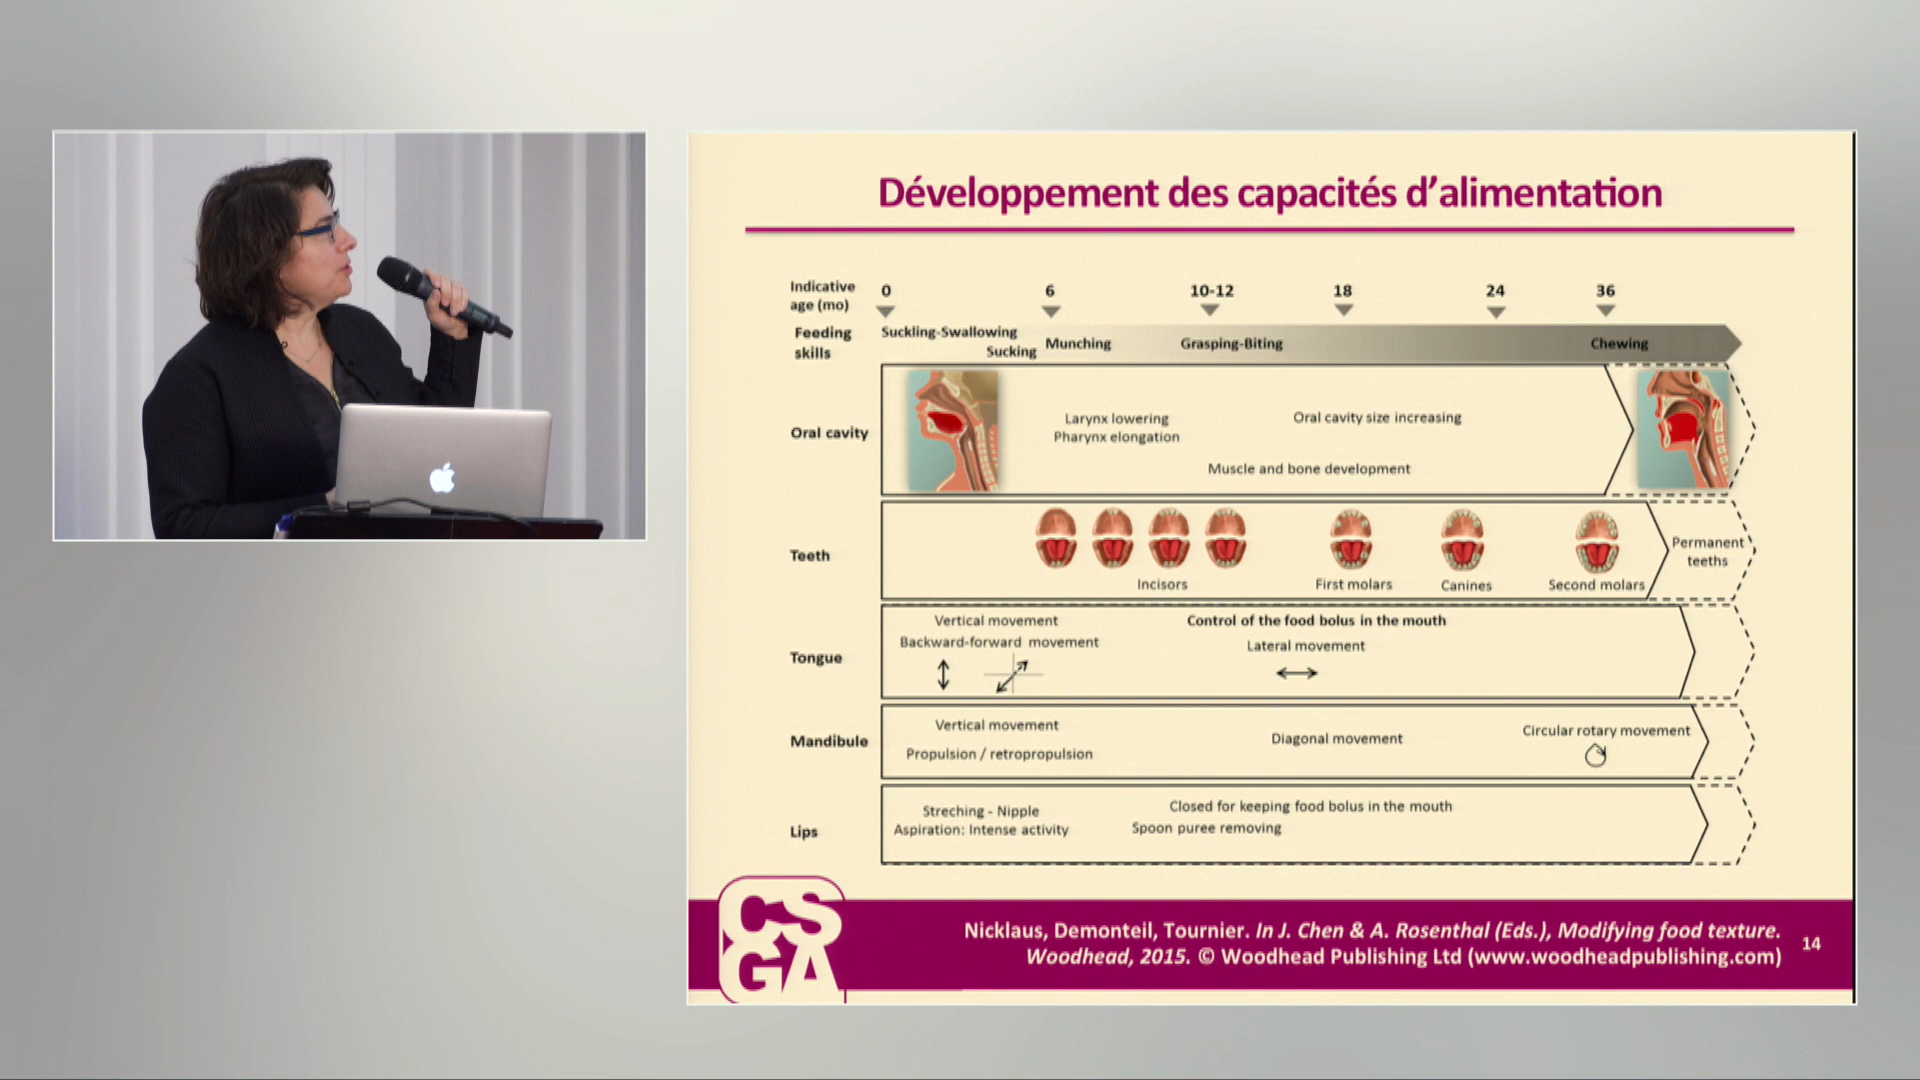 Développement des capacités d'alimentation
Indicative
age (mo)
0
6
10-12
18
24
36
Feeding
skills
Suckling-Swallowing
Sucking
Munching
Grasping-Biting
Chewing
Oral cavity
Larynx lowering
Pharynx elongation
Oral cavity size increasing
Muscle and bone development
Teeth
Incisors
First molars
Canines
Second molars
Permanent
teeths
Tongue
Vertical movement
Backward-forward movement
Control of the food bolus in the mouth
Lateral movement
Mandibule
Vertical movement
Propulsion / retropropulsion
Diagonal movement
Circular rotary movement
Lips
Streching - Nipple
Aspiration: Intense activity
Closed for keeping food bolus in the mouth
Spoon puree removing
CS
GA
Nicklaus, Demonteil, Tournier. In J. Chen & A. Rosenthal (Eds.), Modifying food texture.
Woodhead, 2015. © Woodhead Publishing Ltd (www.woodheadpublishing.com)
14